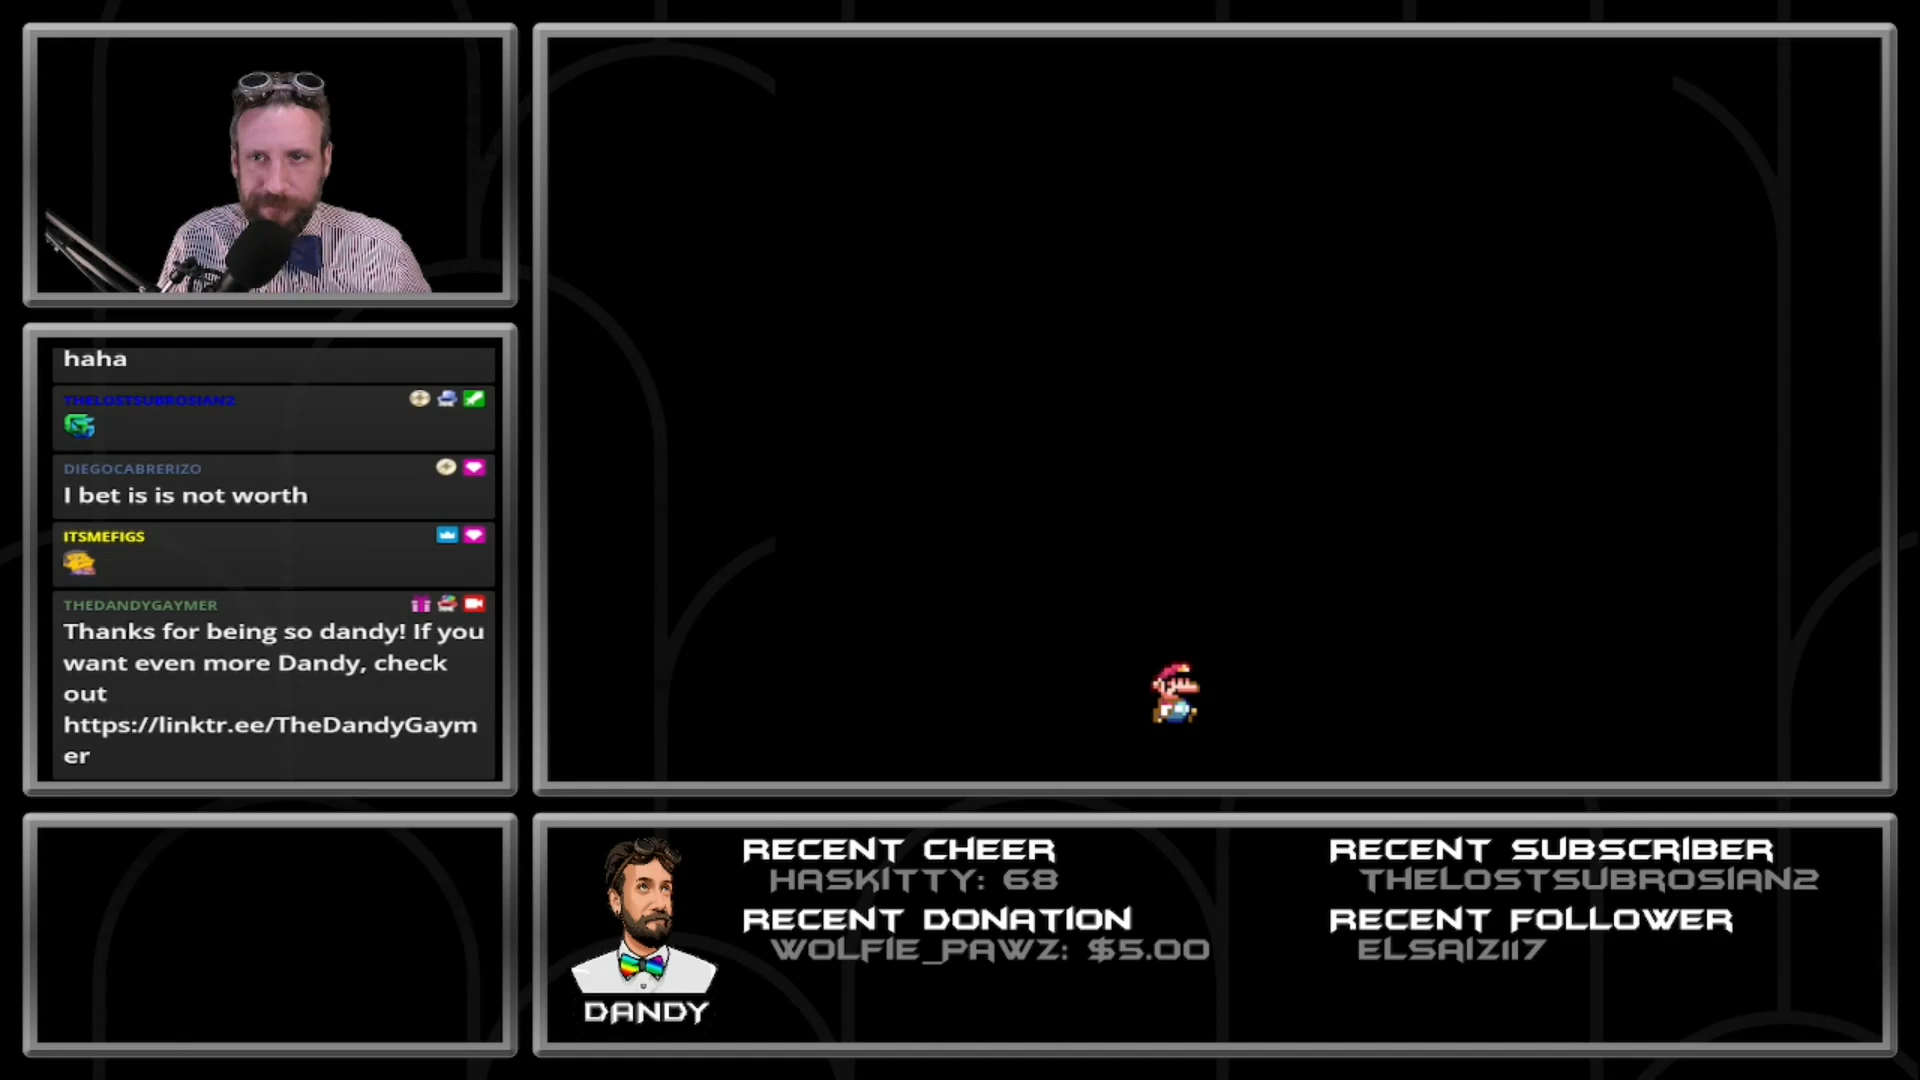 haha
THELOSTSUBROSIAN2
DIEGOCABRERIZO
I bet is is not worth
ITSMEFIGS
THEDANDYGAYMER
Thanks for being so dandy! If you
want even more Dandy, check
out
https://linktr.ee/TheDandyGaym
er
RECENT CHEER
HASKITTY: 68
RECENT DONATION
WOLFIE_PAWZ: $5.00
RECENT SUBSCRIBER
THELOSTSUBROSIAN2
RECENT FOLLOWER
ELSAIZ117
DANDY